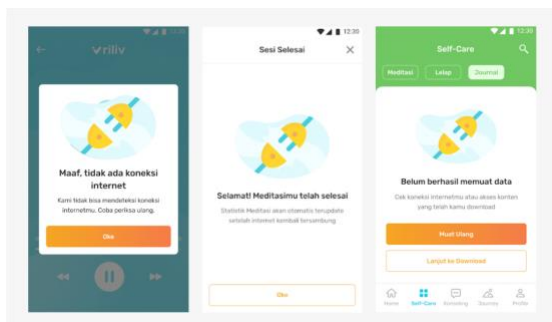 12:30
riliv
Maaf, tidak ada koneksi
internet
Kami tidak bisa mendeteksi koneksi
internetmu. Coba periksa ulang.
Oke
12:30
Sesi Selesai
Selamat! Meditasimu telah selesai
Statistik Meditasi akan otomatis terupdate
setelah internet kembali tersambung
Oke
12:30
Self-Care
Meditasi
Lelap
Journal
Belum berhasil memuat data
Cek koneksi internetmu atau akses konten
yang telah kamu download
Muat Ulang
Lanjut ke Download
Home
Self-Care
Konseling
Journey
Profile